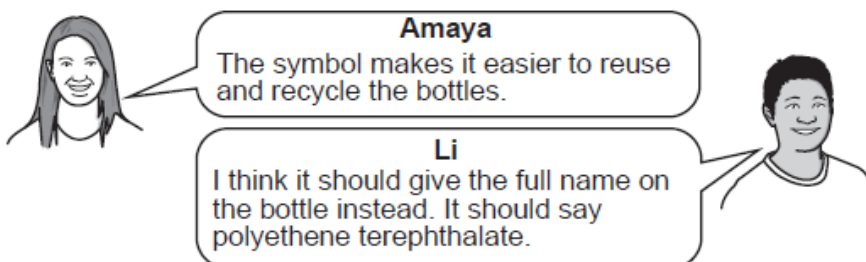 Amaya
The symbol makes it easier to reuse
and recycle the bottles.
Li
I think it should give the full name on
the bottle instead. It should say
polyethene terephthalate.